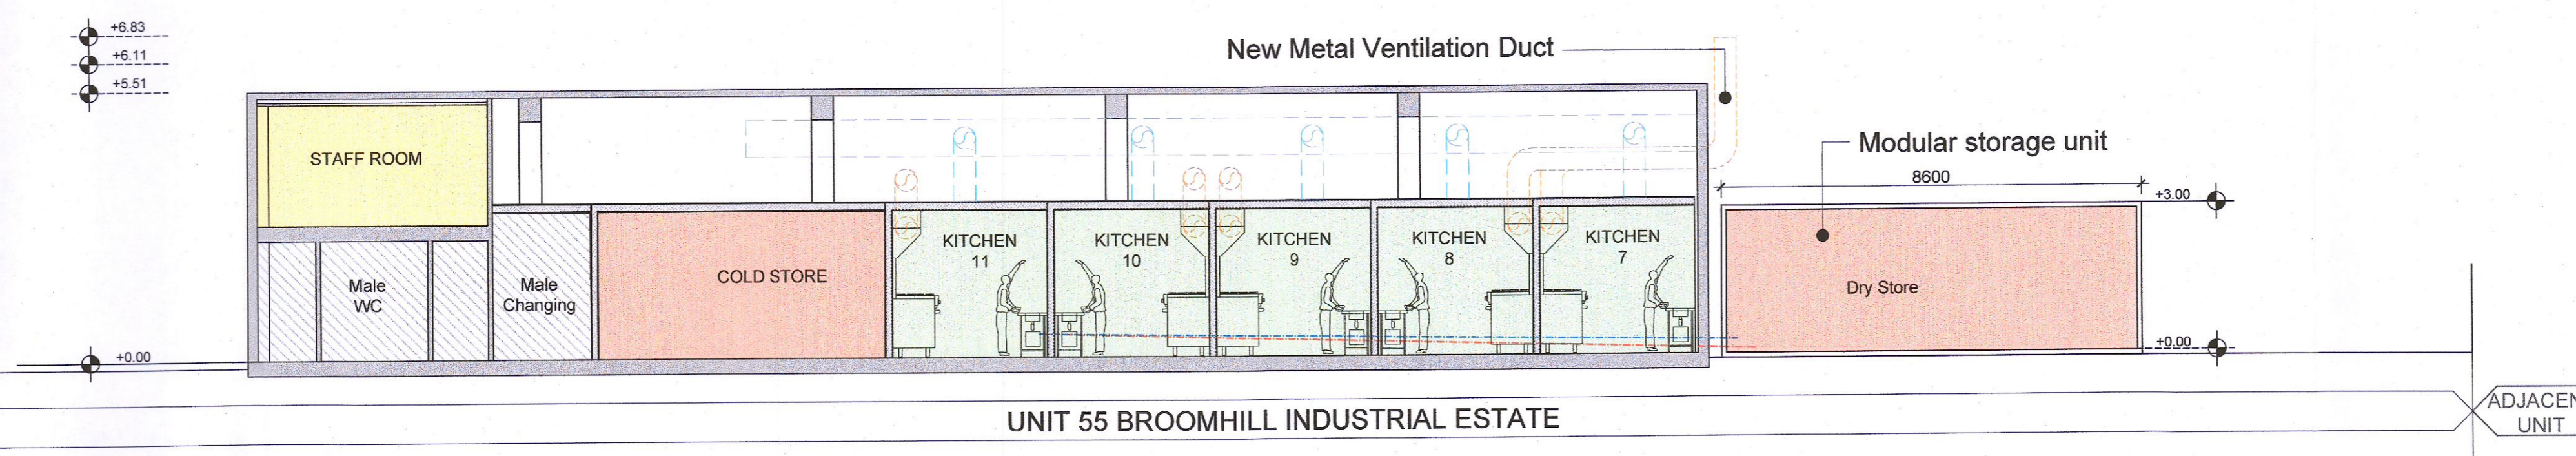 +6.83
+6.11
+5.51
New Metal Ventilation Duct
Modular storage unit
8600
+3.00
STAFF ROOM
KITCHEN
11
KITCHEN
10
KITCHEN
9
KITCHEN
8
KITCHEN
7
Male
WC
Male
Changing
COLD STORE
Dry Store
+0.00
+0.00
UNIT 55 BROOMHILL INDUSTRIAL ESTATE
ADJACEN
UNIT